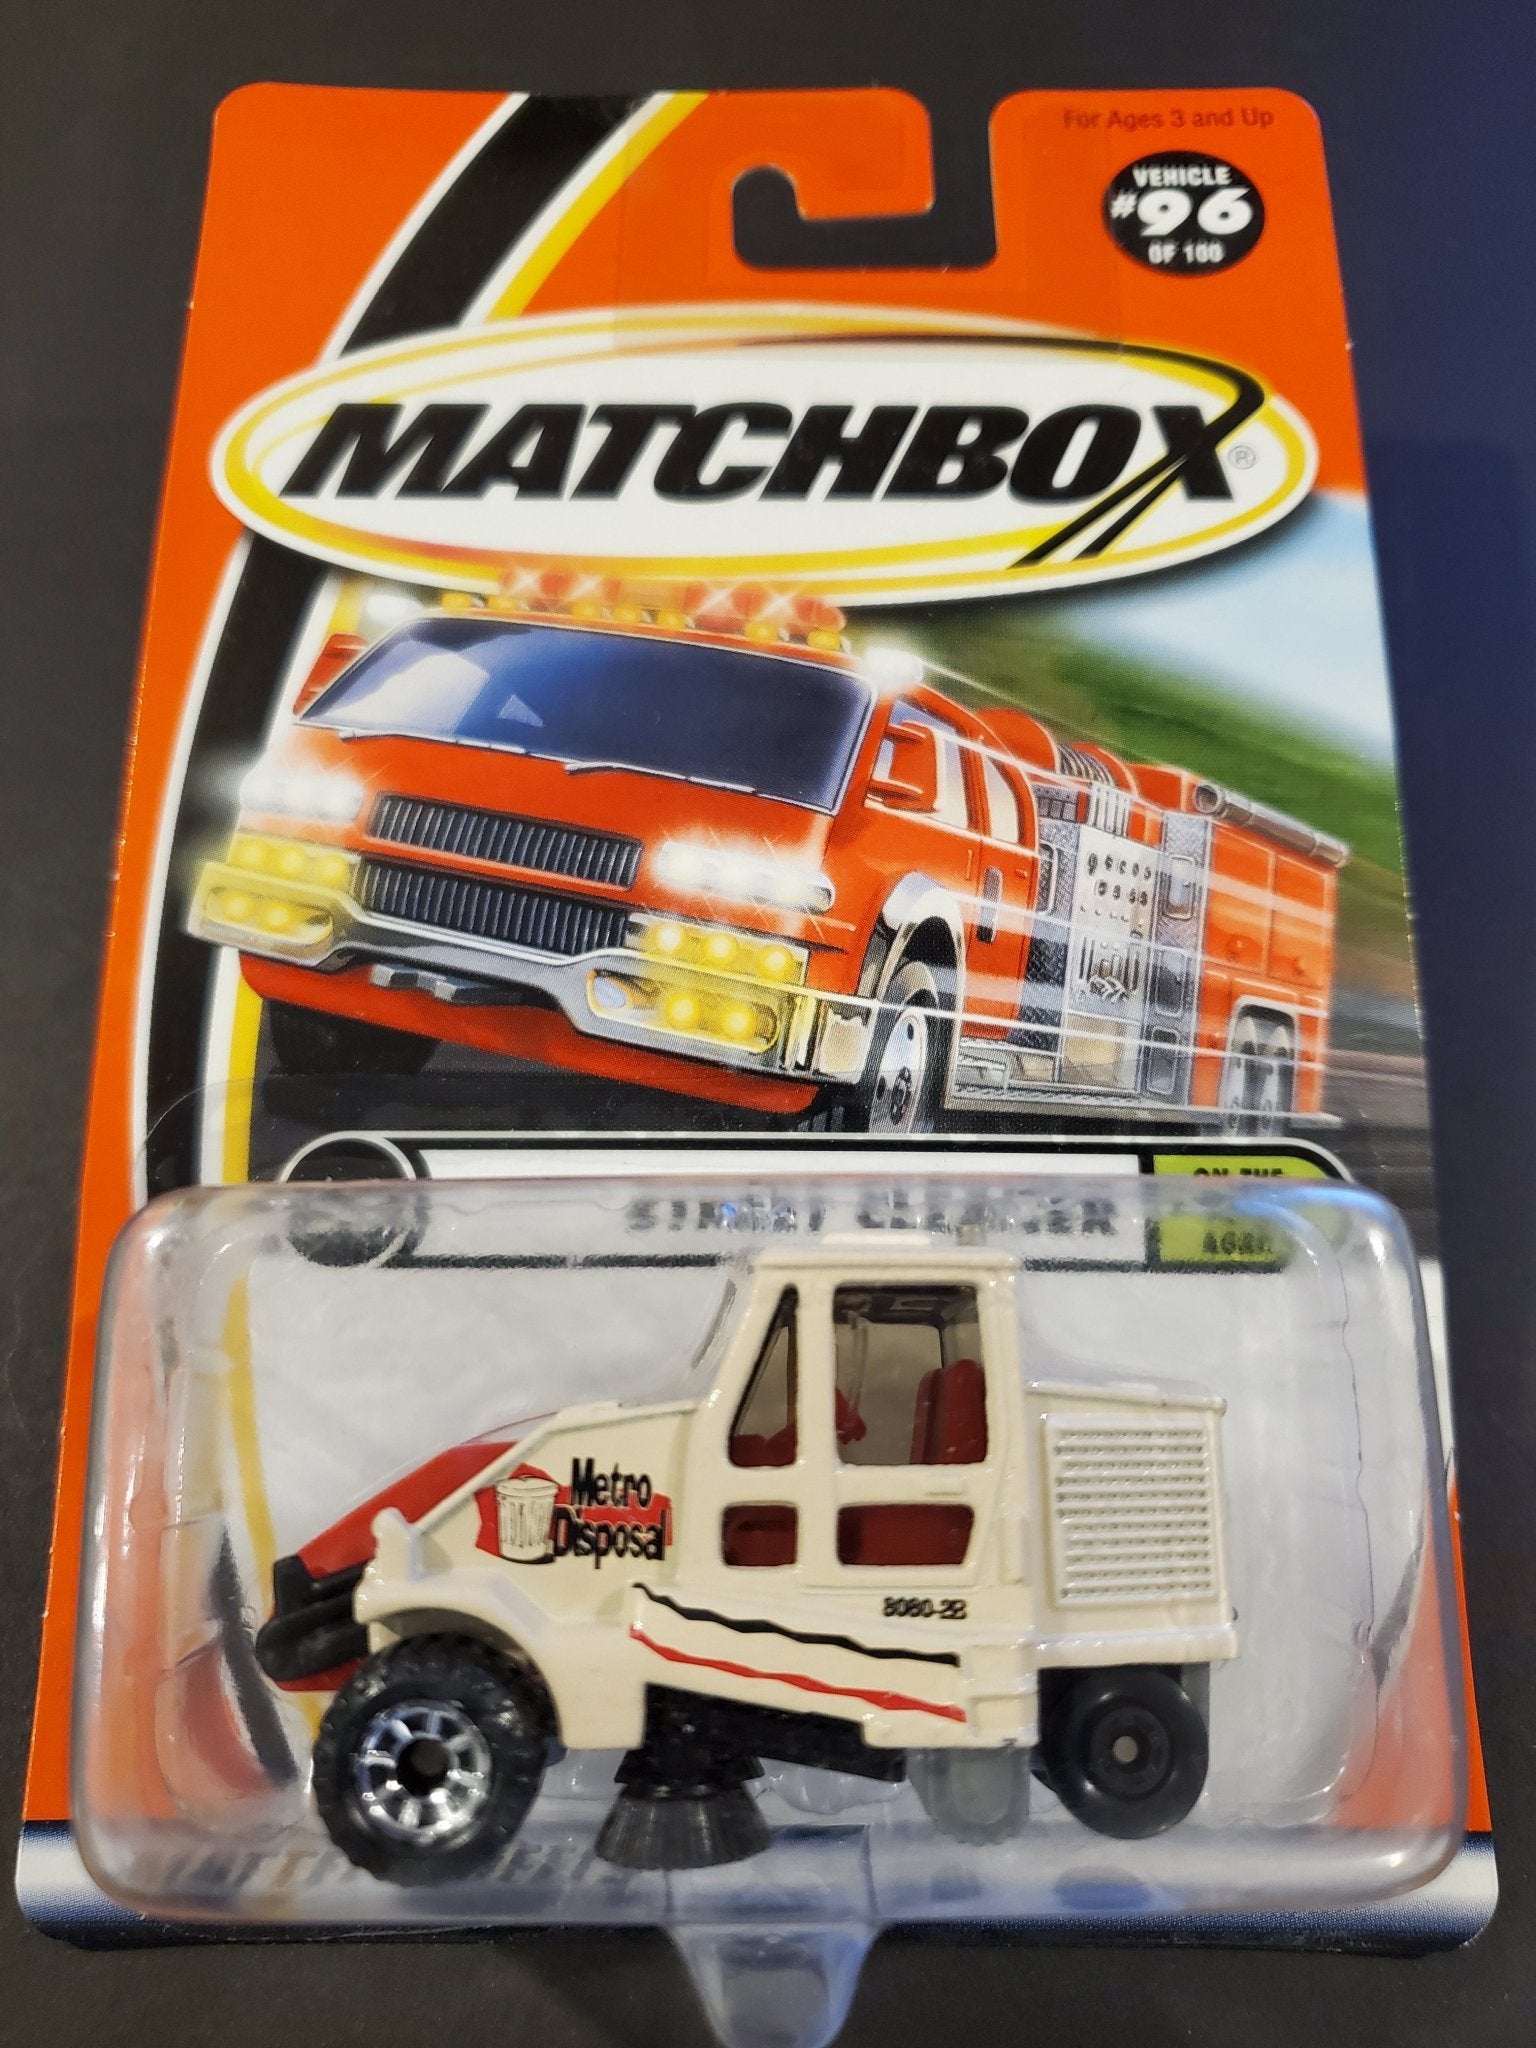 For Ages 3 and Up
VEHICLE
#96
OF 100
MATCHBOX®
STREET CLEANER
ON THE
Metro
Disposal
8080-2B